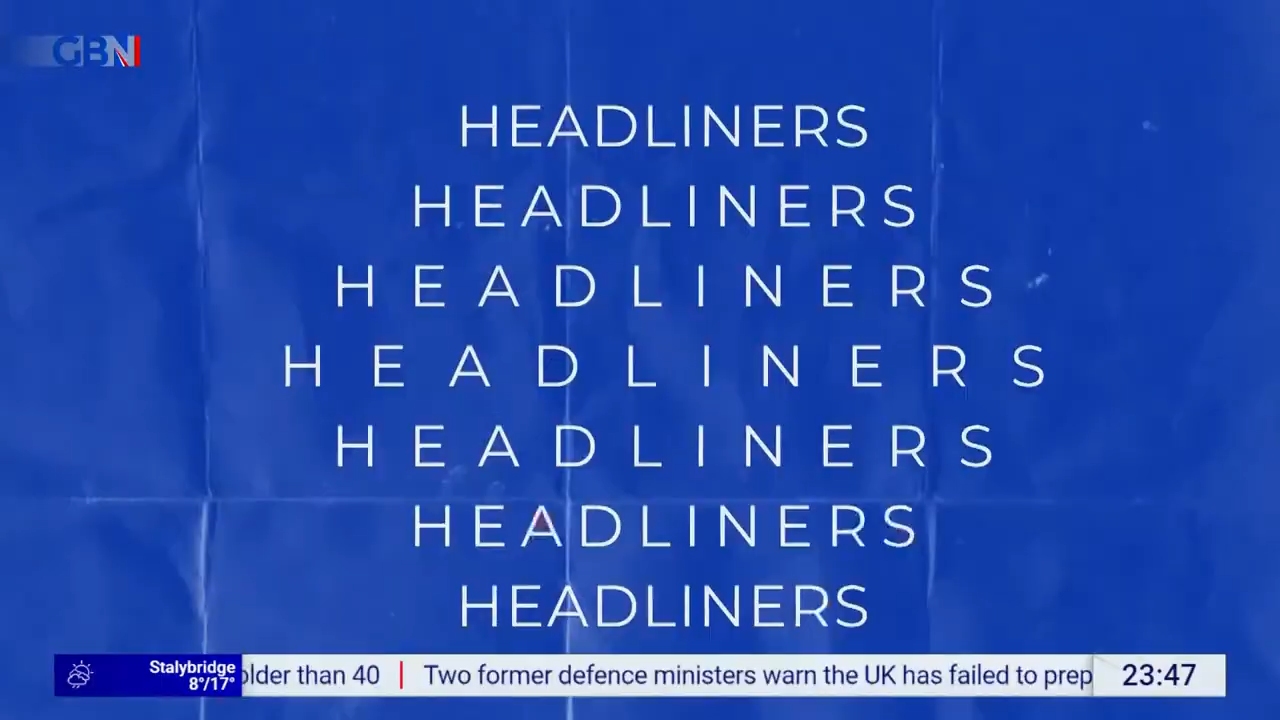 GBN
HEADLINERS
HEADLINERS
HEADLINERS
HEADLINERS
HEADLINERS
HEADLINERS
HEADLINERS
Stalybridge
8°/17°
older than 40 | Two former defence ministers warn the UK has failed to prep
23:47